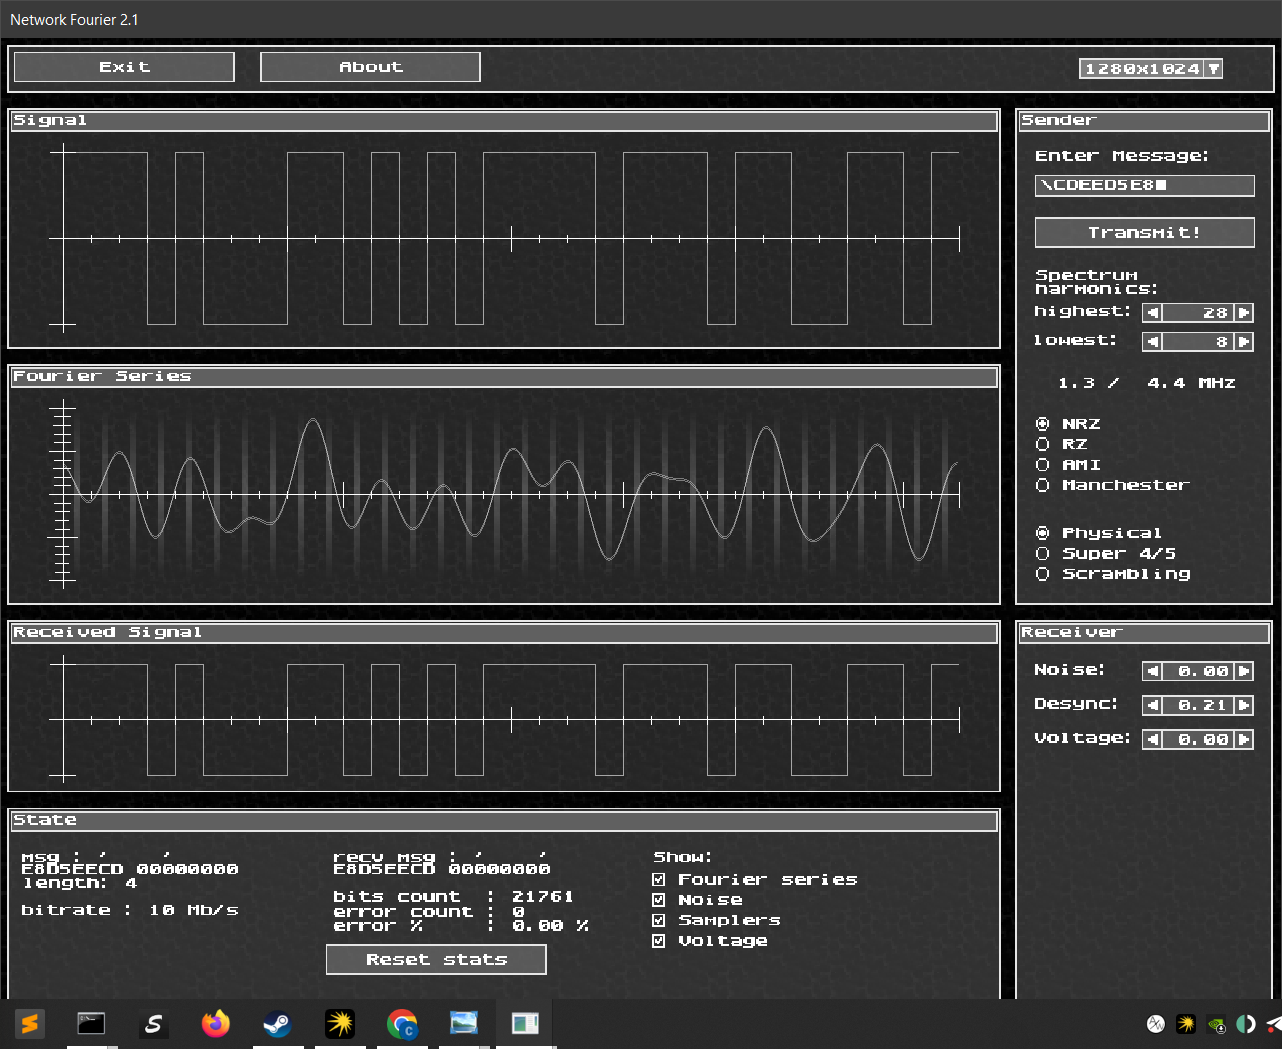 Network Fourier 2.1
Exit
About
1280x1024
Signal
Sender
Enter Message:
\CDEED5E8
Transmit!
Spectrum
harmonics:
highest: 28
lowest: 8
1.3 / 4.4 MHz
NRZ
RZ
AMI
Manchester
Physical
Super 4/5
Scrambling
Fourier Series
Received Signal
Receiver
Noise: 0.00
Desync: 0.21
Voltage: 0.00
State
msg : ' '
E8D5EECD 00000000
length: 4
bitrate : 10 Mb/s
recv msg : ' '
E8D5EECD 00000000
bits count : 21761
error count : 0
error % : 0.00 %
Reset stats
Show:
Fourier series
Noise
Samplers
Voltage